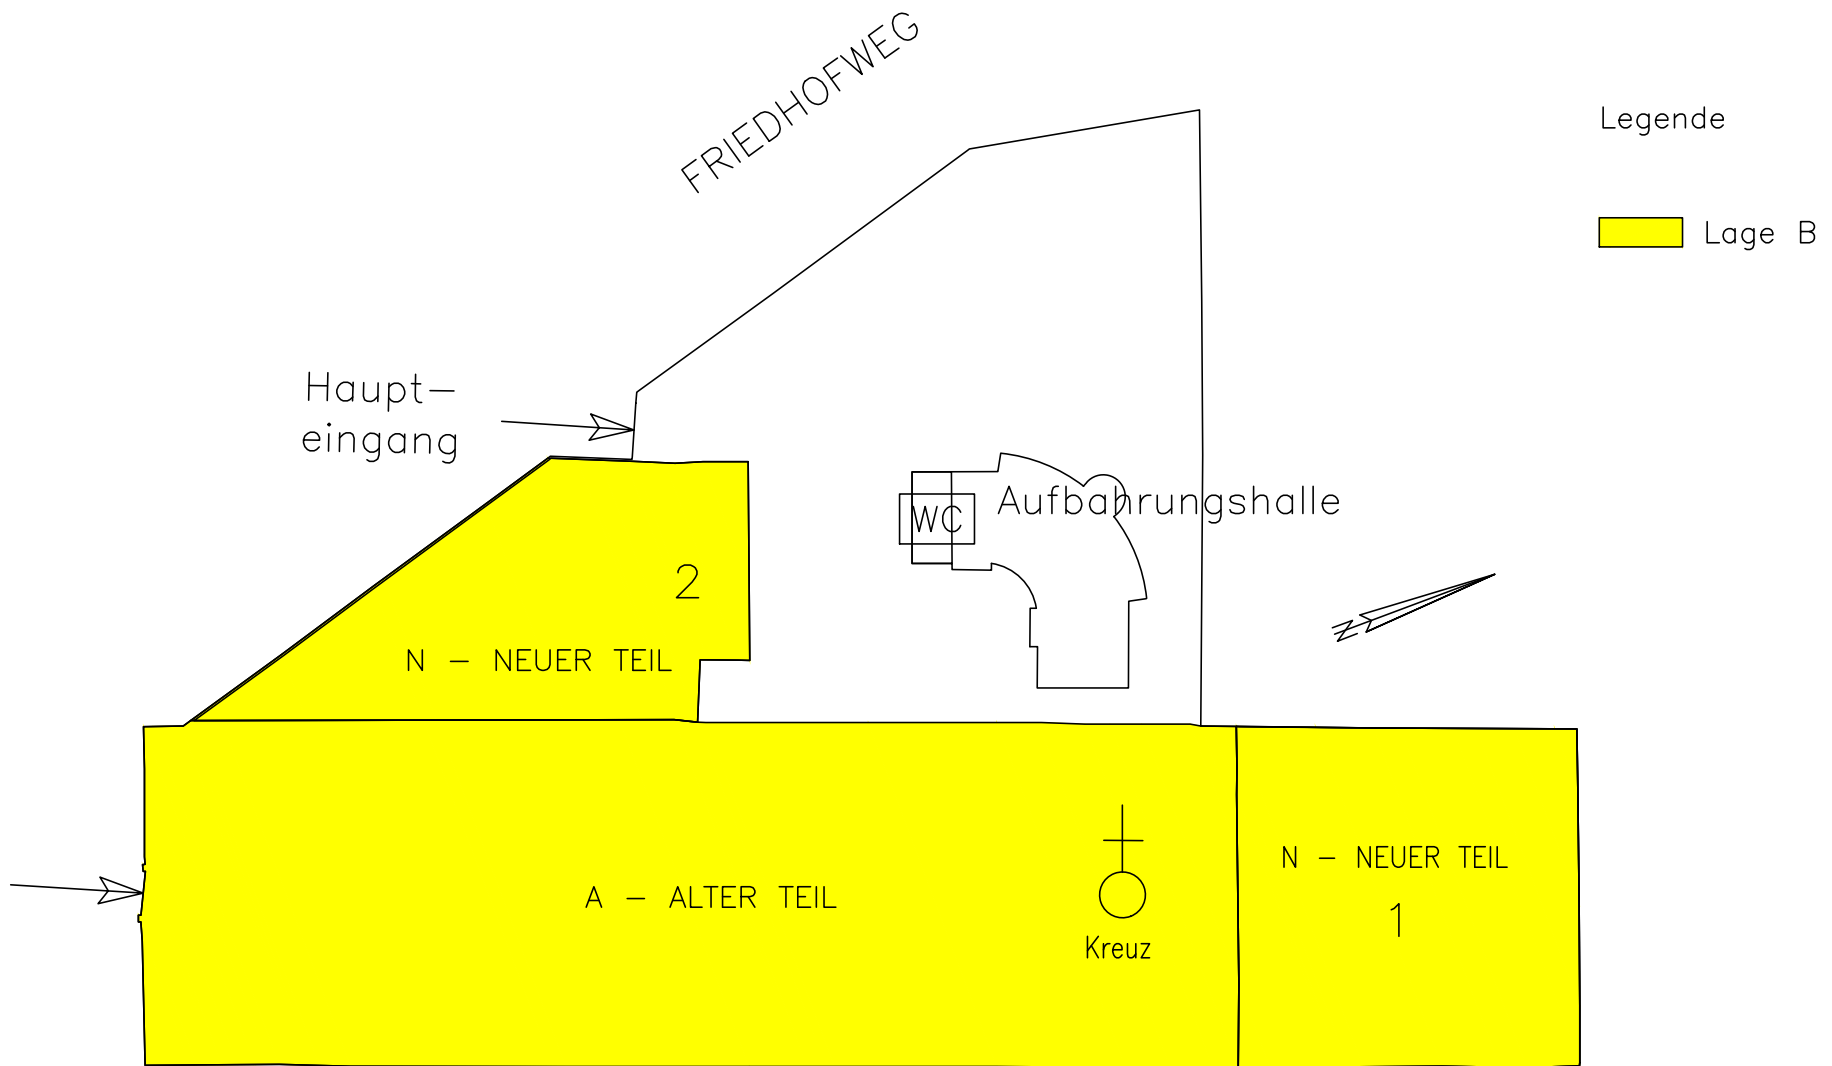 FRIEDHOFWEG
Legende
Lage B
Haupt-
eingang
WC
Aufbahrungshalle
2
N - NEUER TEIL
N
A - ALTER TEIL
Kreuz
N - NEUER TEIL
1